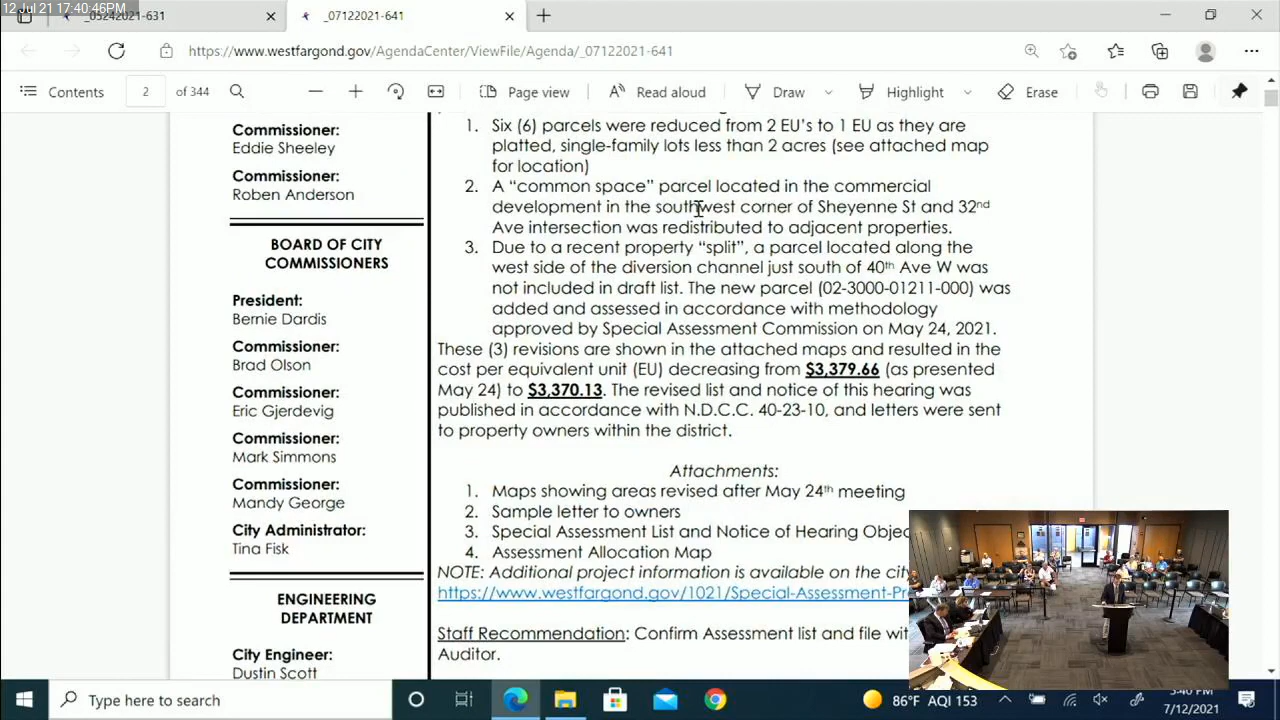 12 Jul 21 17:40:46PM
_05242021-631
_07122021-641
https://www.westfargond.gov/AgendaCenter/ViewFile/Agenda/_07122021-641
Contents
2
of 344
Page view
Read aloud
Draw
Highlight
Erase
Commissioner:
Eddie Sheeley
Commissioner:
Roben Anderson
BOARD OF CITY
COMMISSIONERS
President:
Bernie Dardis
Commissioner:
Brad Olson
Commissioner:
Eric Gjerdevig
Commissioner:
Mark Simmons
Commissioner:
Mandy George
City Administrator:
Tina Fisk
ENGINEERING
DEPARTMENT
City Engineer:
Dustin Scott
1. Six (6) parcels were reduced from 2 EU's to 1 EU as they are
platted, single-family lots less than 2 acres (see attached map
for location)
2. A "common space" parcel located in the commercial
development in the southwest corner of Sheyenne St and 32nd
Ave intersection was redistributed to adjacent properties.
3. Due to a recent property "split", a parcel located along the
west side of the diversion channel just south of 40th Ave W was
not included in draft list. The new parcel (02-3000-01211-000) was
added and assessed in accordance with methodology
approved by Special Assessment Commission on May 24, 2021.
These (3) revisions are shown in the attached maps and resulted in the
cost per equivalent unit (EU) decreasing from $3,379.66 (as presented
May 24) to $3,370.13. The revised list and notice of this hearing was
published in accordance with N.D.C.C. 40-23-10, and letters were sent
to property owners within the district.
Attachments:
1. Maps showing areas revised after May 24th meeting
2. Sample letter to owners
3. Special Assessment List and Notice of Hearing Objec
4. Assessment Allocation Map
NOTE: Additional project information is available on the city
https://www.westfargond.gov/1021/Special-Assessment-Pr
Staff Recommendation: Confirm Assessment list and file wit
Auditor.
Type here to search
86°F AQI 153
5:40 PM
7/12/2021